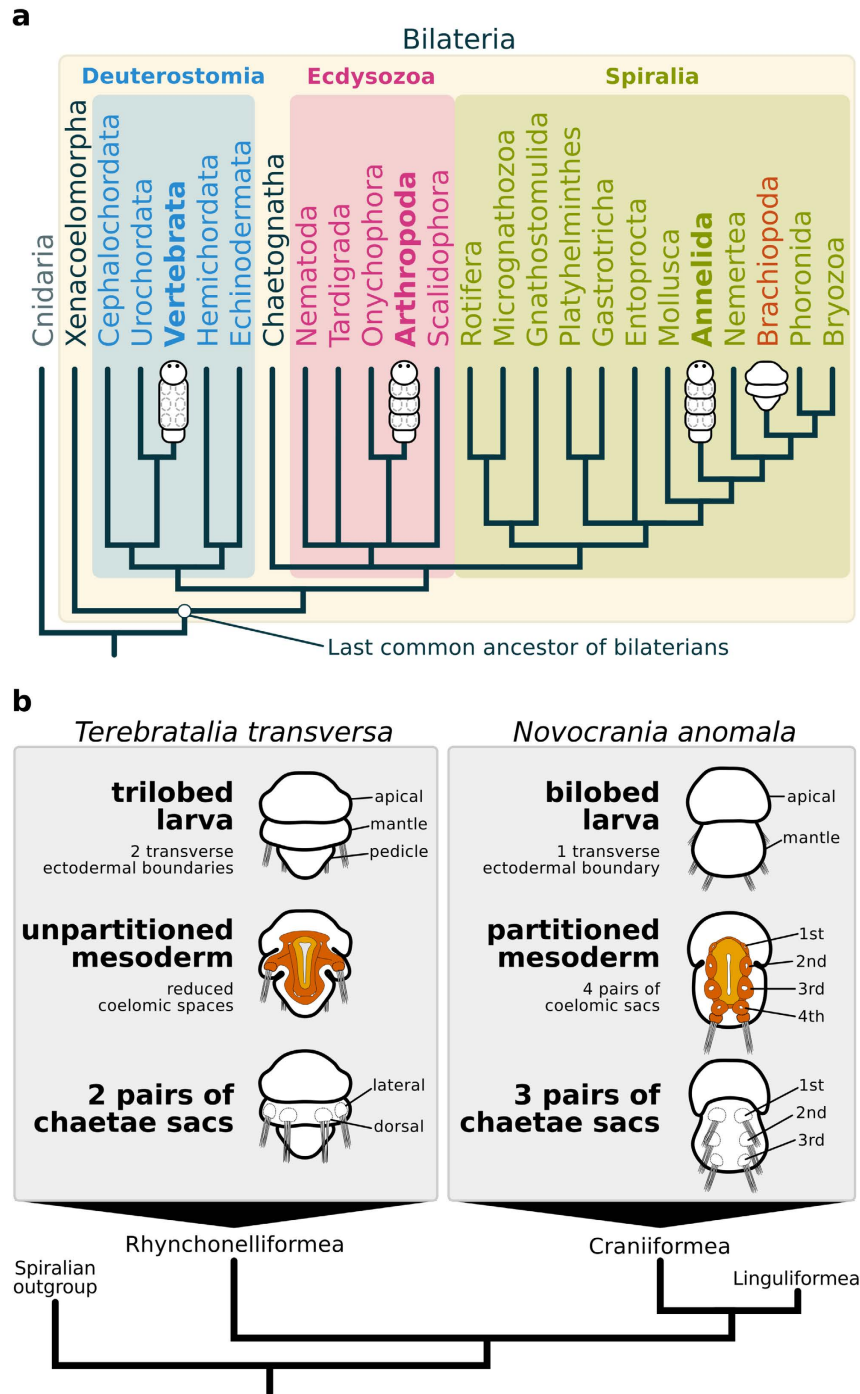 a
Bilateria
Deuterostomia
Ecdysozoa
Spiralia
Cnidaria
Xenacoelomorpha
Cephalochordata
Urochordata
Vertebrata
Hemichordata
Echinodermata
Chaetognatha
Nematoda
Tardigrada
Onychophora
Arthropoda
Scalidophora
Rotifera
Micrognathozoa
Gnathostomulida
Platyhelminthes
Gastrotricha
Entoprocta
Mollusca
Annelida
Nemertea
Brachiopoda
Phoronida
Bryozoa
Last common ancestor of bilaterians
b
Terebratalia transversa
trilobed
larva
2 transverse
ectodermal boundaries
apical
mantle
pedicle
unpartitioned
mesoderm
reduced
coelomic spaces
2 pairs of
chaetae sacs
lateral
dorsal
Novocrania anomala
bilobed
larva
1 transverse
ectodermal boundary
apical
mantle
partitioned
mesoderm
4 pairs of
coelomic sacs
1st
2nd
3rd
4th
3 pairs of
chaetae sacs
1st
2nd
3rd
Rhynchonelliformea
Craniiformea
Spiralian
outgroup
Linguliformea